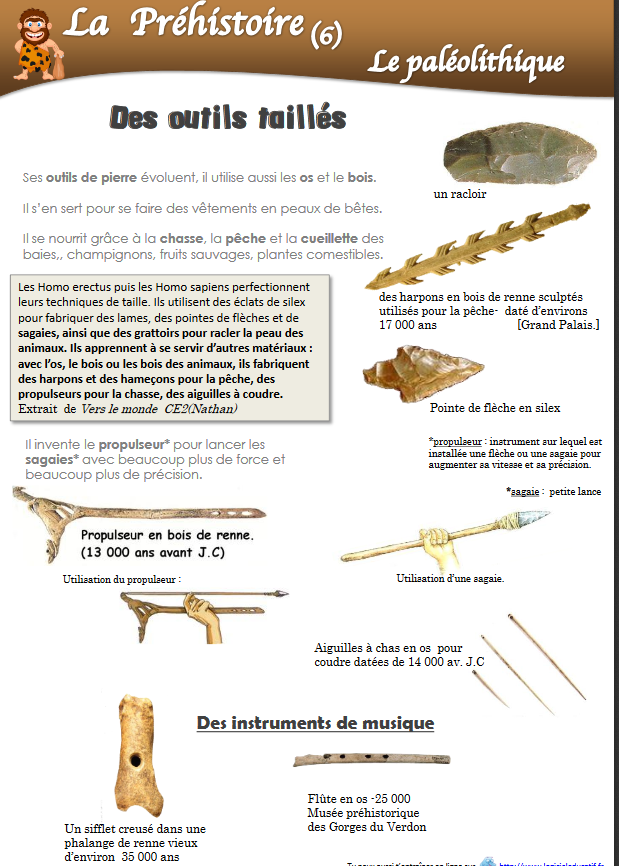 La Préhistoire (6)
Le paléolithique
Des outils taillés
Ses outils de pierre évoluent, il utilise aussi les os et le bois.
un racloir
Il s'en sert pour se faire des vêtements en peaux de bêtes.
Il se nourrit grâce à la chasse, la pêche et la cueillette des
baies,, champignons, fruits sauvages, plantes comestibles.
Les Homo erectus puis les Homo sapiens perfectionnent
leurs techniques de taille. Ils utilisent des éclats de silex
pour fabriquer des lames, des pointes de flèches et de
sagaies, ainsi que des grattoirs pour racler la peau des
animaux. Ils apprennent à se servir d'autres matériaux :
avec l'os, le bois ou les bois des animaux, ils fabriquent
des harpons et des hameçons pour la pêche, des
propulseurs pour la chasse, des aiguilles à coudre.
Extrait de Vers le monde CE2(Nathan)
des harpons en bois de renne sculptés
utilisés pour la pêche- daté d'environs
17 000 ans [Grand Palais.]
Pointe de flèche en silex
Il invente le propulseur* pour lancer les
sagaies* avec beaucoup plus de force et
beaucoup plus de précision.
*propulseur : instrument sur lequel est
installée une flèche ou une sagaie pour
augmenter sa vitesse et sa précision.
*sagaie : petite lance
Propulseur en bois de renne.
(13 000 ans avant J.C)
Utilisation du propulseur :
Utilisation d'une sagaie.
Aiguilles à chas en os pour
coudre datées de 14 000 av. J.C
Des instruments de musique
Un sifflet creusé dans une
phalange de renne vieux
d'environ 35 000 ans
Flûte en os -25 000
Musée préhistorique
des Gorges du Verdon